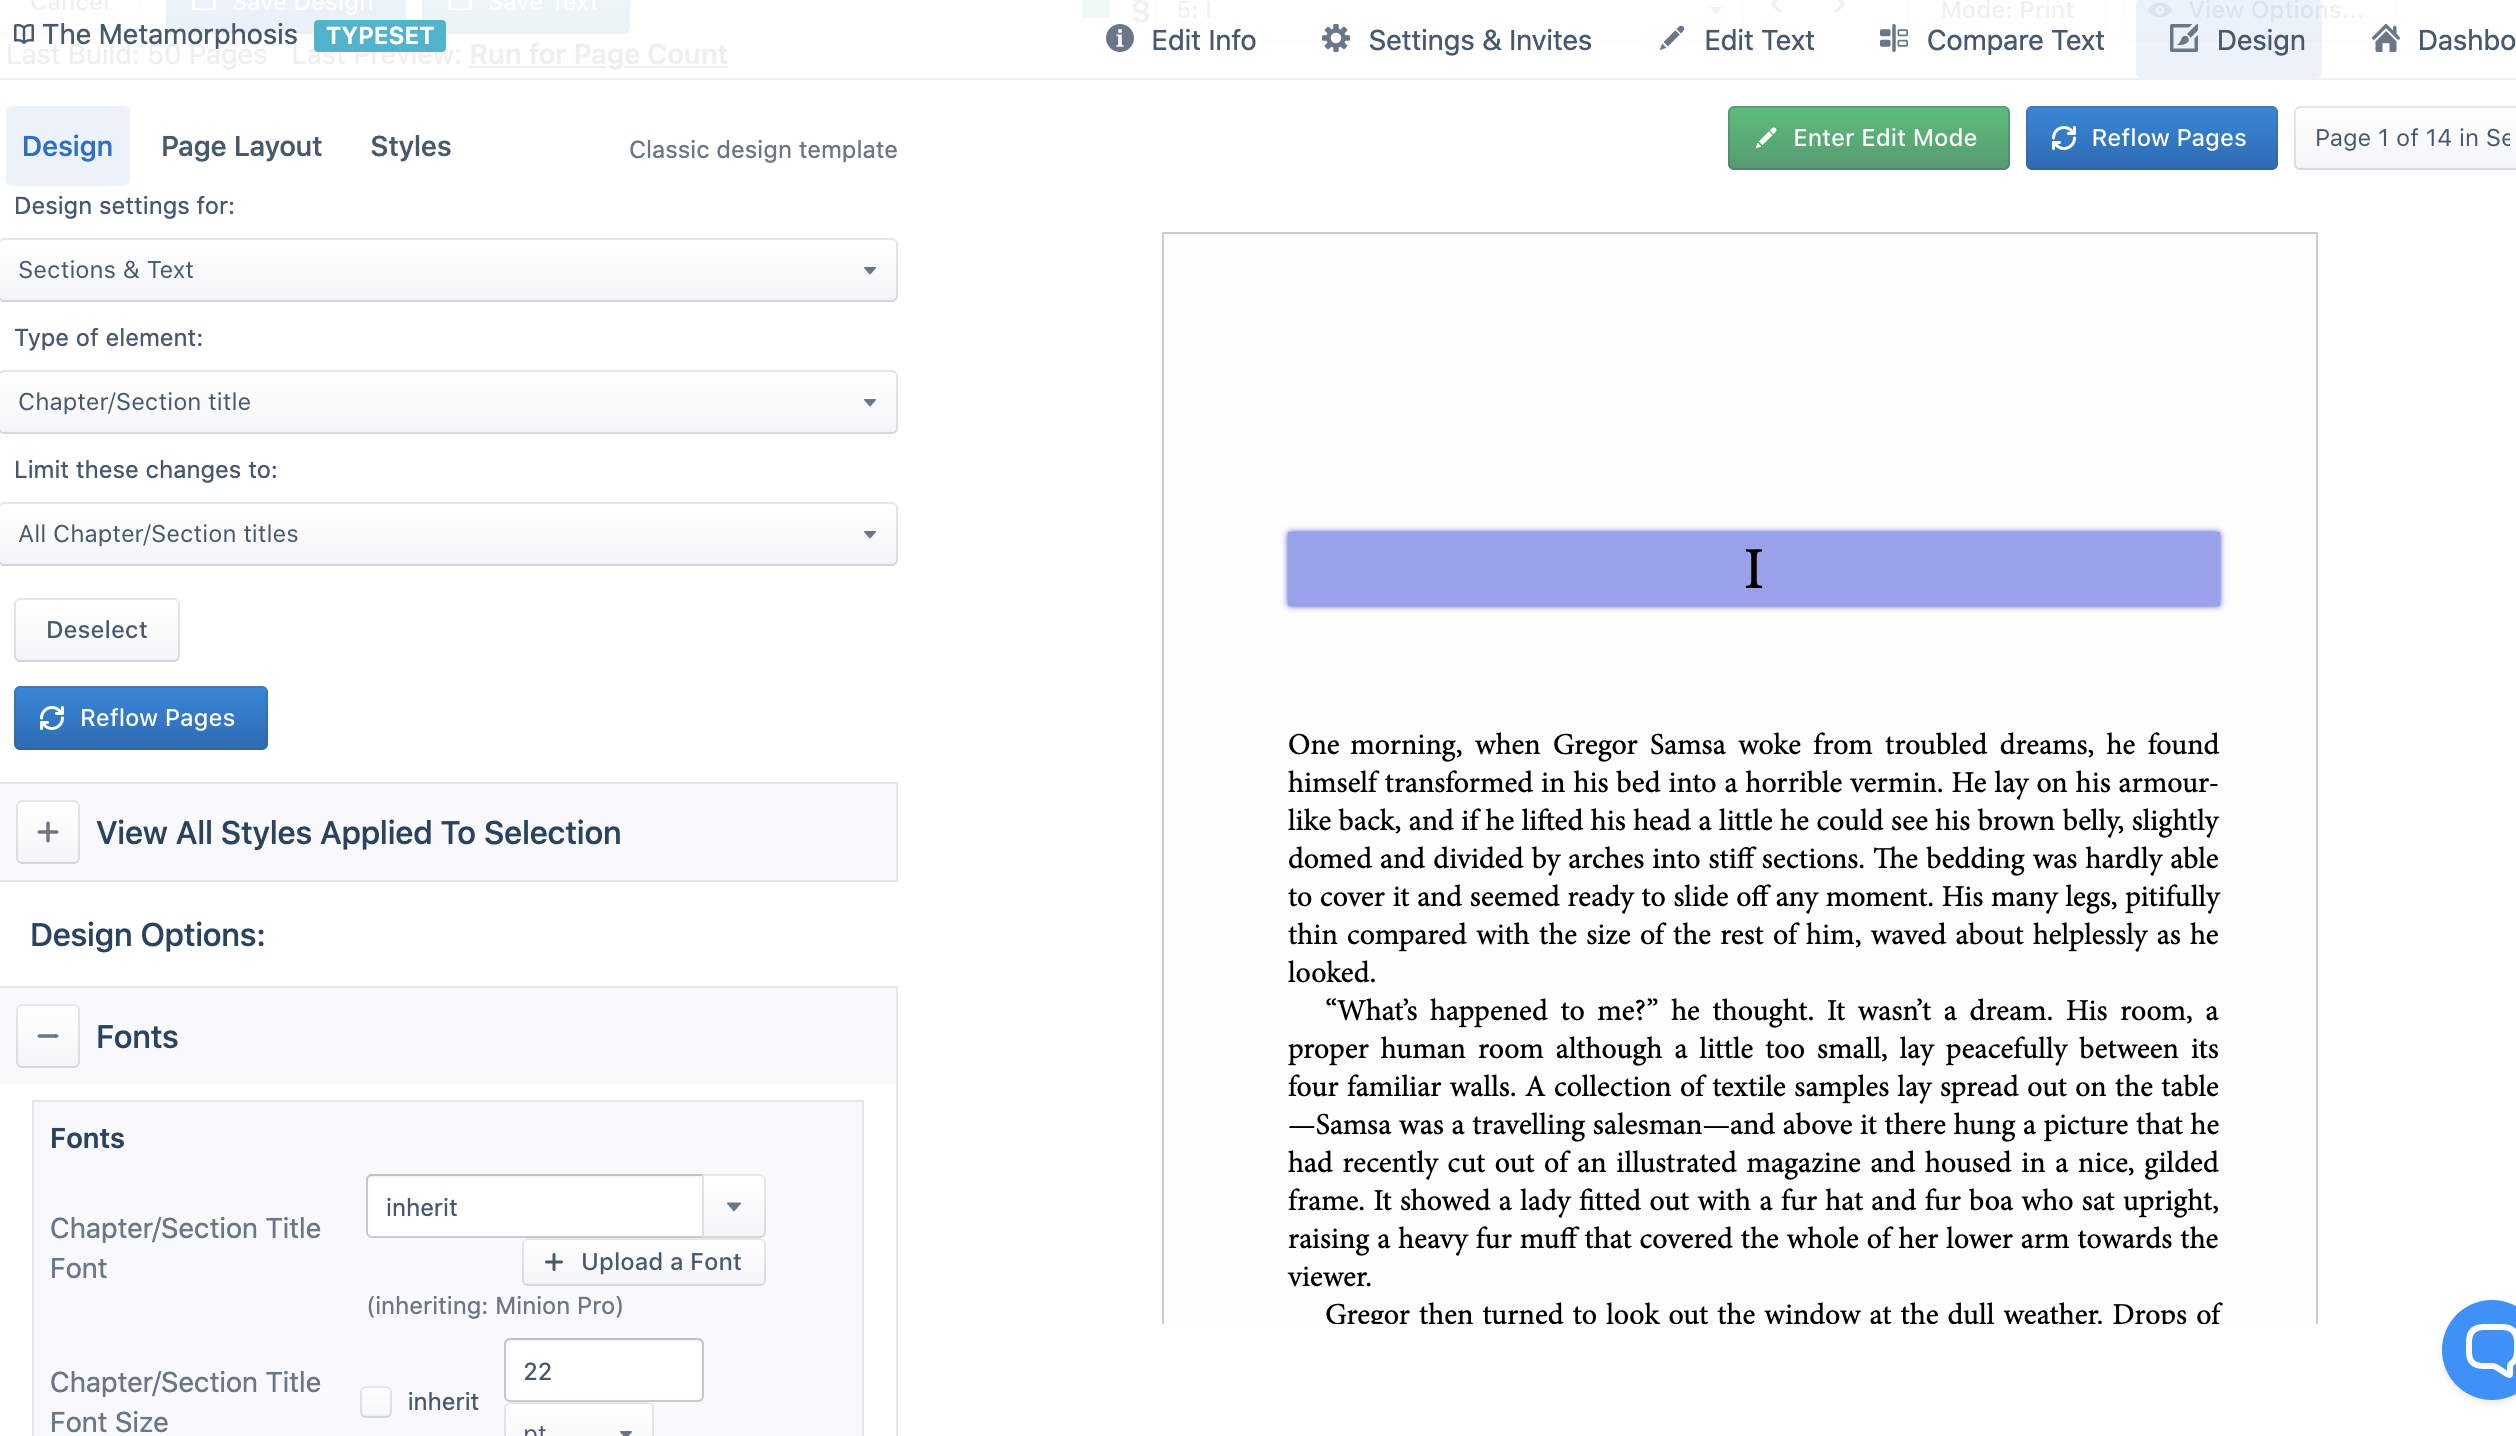 Cancel
Save Design
Save Text
§
5: I
Mode: Print
View Options...
The Metamorphosis
TYPESET
Last Build: 50 Pages
Last Preview: Run for Page Count
Edit Info
Settings & Invites
Edit Text
Compare Text
Design
Dashbo
Design
Page Layout
Styles
Classic design template
Enter Edit Mode
Reflow Pages
Page 1 of 14 in Se
Design settings for:
Sections & Text
Type of element:
Chapter/Section title
Limit these changes to:
All Chapter/Section titles
Deselect
Reflow Pages
View All Styles Applied To Selection
Design Options:
Fonts
Fonts
Chapter/Section Title
Font
inherit
Upload a Font
(inheriting: Minion Pro)
Chapter/Section Title
Font Size
inherit
22
pt
I
One morning, when Gregor Samsa woke from troubled dreams, he found
himself transformed in his bed into a horrible vermin. He lay on his armour-
like back, and if he lifted his head a little he could see his brown belly, slightly
domed and divided by arches into stiff sections. The bedding was hardly able
to cover it and seemed ready to slide off any moment. His many legs, pitifully
thin compared with the size of the rest of him, waved about helplessly as he
looked.
“What’s happened to me?” he thought. It wasn’t a dream. His room, a
proper human room although a little too small, lay peacefully between its
four familiar walls. A collection of textile samples lay spread out on the table
—Samsa was a travelling salesman—and above it there hung a picture that he
had recently cut out of an illustrated magazine and housed in a nice, gilded
frame. It showed a lady fitted out with a fur hat and fur boa who sat upright,
raising a heavy fur muff that covered the whole of her lower arm towards the
viewer.
Gregor then turned to look out the window at the dull weather. Drops of